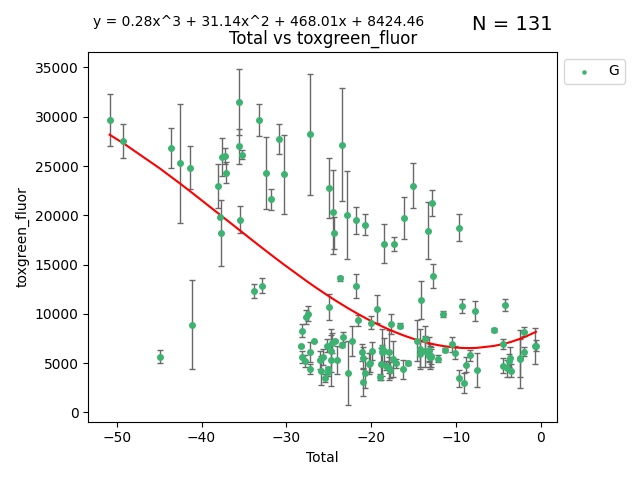 y = 0.28x^3 + 31.14x^2 + 468.01x + 8424.46
N = 131
Total vs toxgreen_fluor
G
toxgreen_fluor
35000
30000
25000
20000
15000
10000
5000
0
−50 −40 −30 −20 −10 0
Total